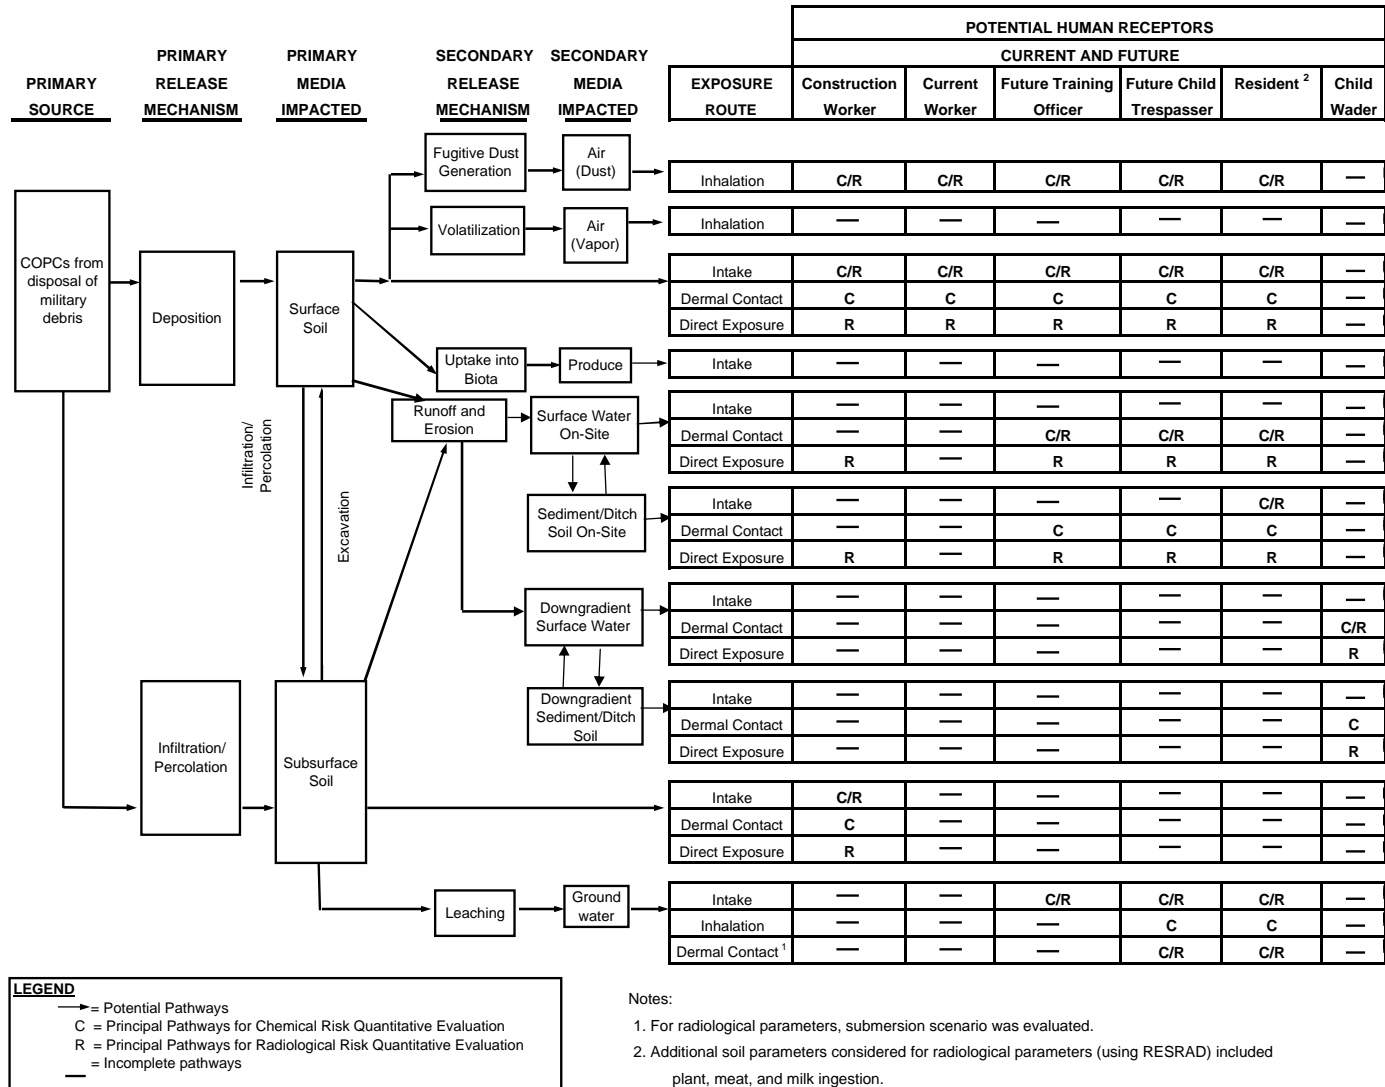 POTENTIAL HUMAN RECEPTORS
CURRENT AND FUTURE
PRIMARY SOURCE
PRIMARY RELEASE MECHANISM
PRIMARY MEDIA IMPACTED
SECONDARY RELEASE MECHANISM
SECONDARY MEDIA IMPACTED
EXPOSURE ROUTE
Construction Worker
Current Worker
Future Training Officer
Future Child Trespasser
Resident 2
Child Wader
COPCs from
disposal of
military
debris
Deposition
Infiltration/
Percolation
Surface
Soil
Infiltration/
Percolation
Excavation
Subsurface
Soil
Fugitive Dust
Generation
Air
(Dust)
Inhalation C/R C/R C/R C/R C/R —
Volatilization
Air
(Vapor)
Inhalation — — — — — —
Intake C/R C/R C/R C/R C/R —
Dermal Contact C C C C C —
Direct Exposure R R R R R —
Uptake into
Biota
Produce
Intake — — — — — —
Runoff and
Erosion
Surface Water
On-Site
Intake — — — — — —
Dermal Contact — — C/R C/R C/R —
Direct Exposure R — R R R —
Sediment/Ditch
Soil On-Site
Intake — — — — C/R —
Dermal Contact — — C C C —
Direct Exposure R — R R R —
Downgradient
Surface Water
Intake — — — — — —
Dermal Contact — — — — — C/R
Direct Exposure — — — — — R
Downgradient
Sediment/Ditch
Soil
Intake — — — — — —
Dermal Contact — — — — — C
Direct Exposure — — — — — R
Intake C/R — — — — —
Dermal Contact C — — — — —
Direct Exposure R — — — — —
Leaching
Ground
water
Intake — — C/R C/R C/R —
Inhalation — — — C C —
Dermal Contact 1 — — — C/R C/R —
LEGEND
= Potential Pathways
C = Principal Pathways for Chemical Risk Quantitative Evaluation
R = Principal Pathways for Radiological Risk Quantitative Evaluation
— = Incomplete pathways
Notes:
1. For radiological parameters, submersion scenario was evaluated.
2. Additional soil parameters considered for radiological parameters (using RESRAD) included
plant, meat, and milk ingestion.